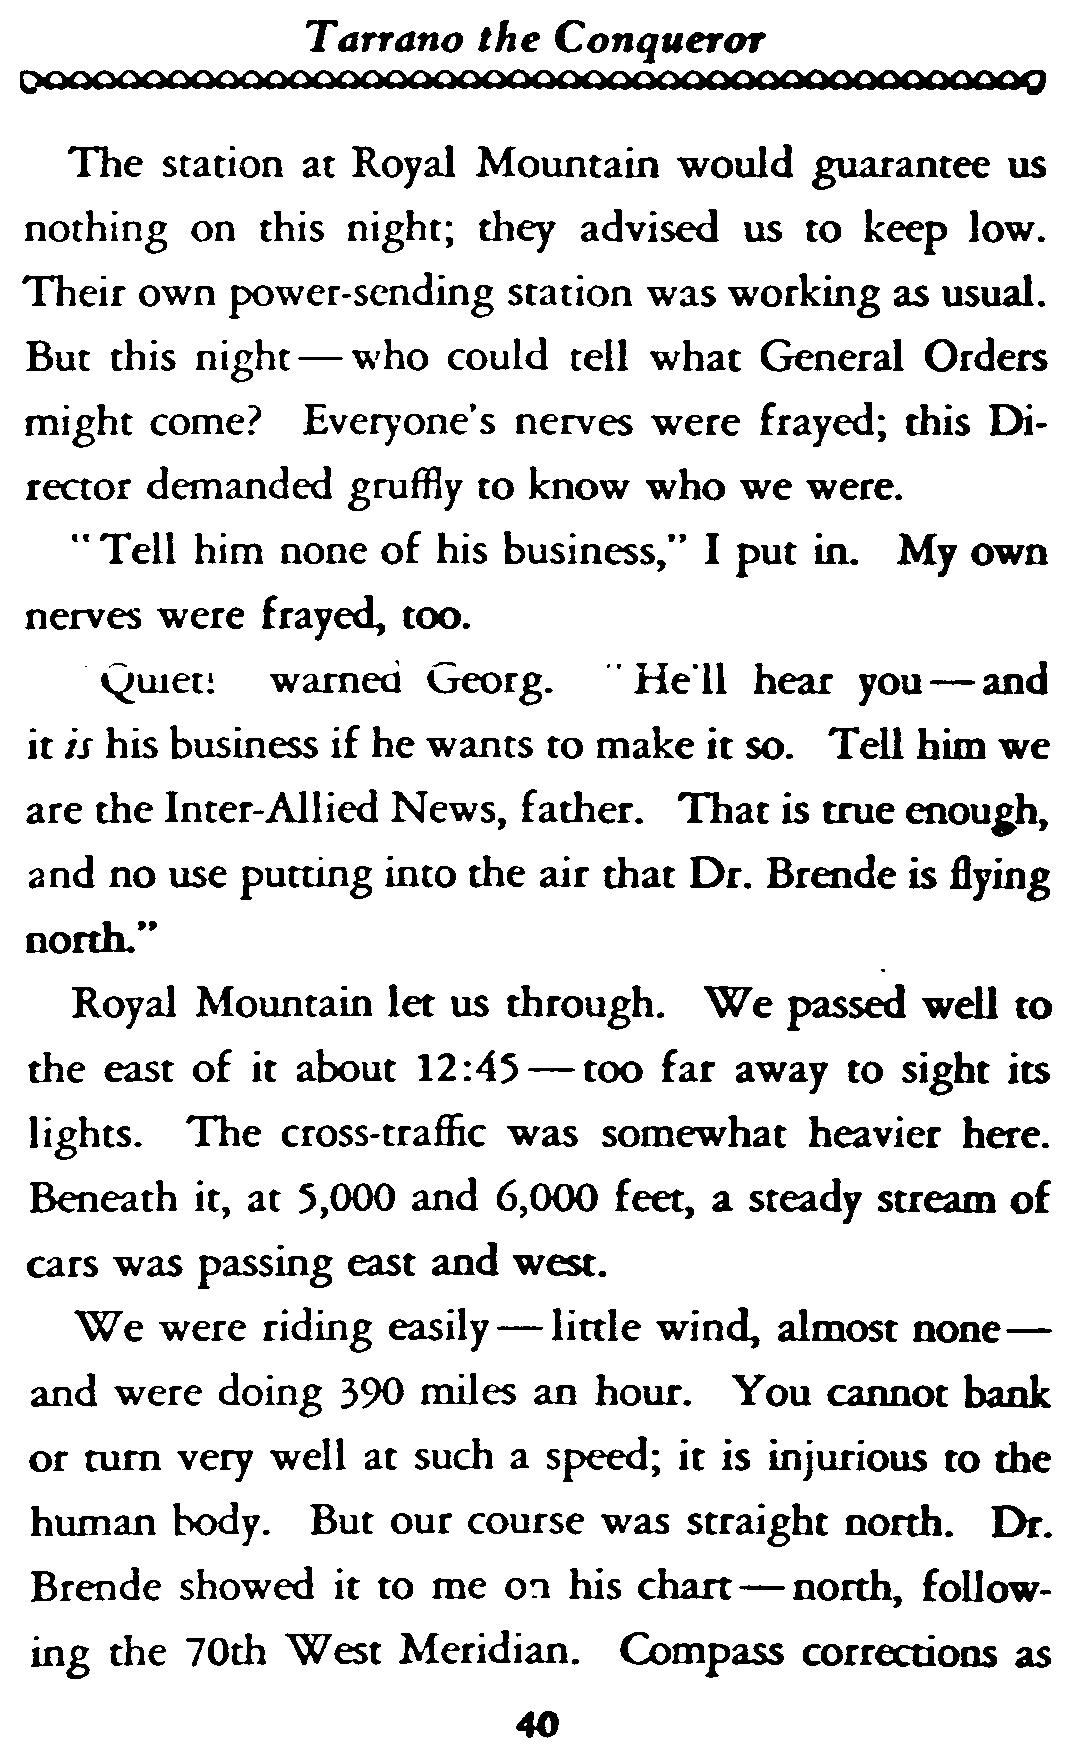 Tarrano the Conqueror
The station at Royal Mountain would guarantee us
nothing on this night; they advised us to keep low.
Their own power-sending station was working as usual.
But this night—who could tell what General Orders
might come? Everyone's nerves were frayed; this Di-
rector demanded gruffly to know who we were.
"Tell him none of his business," I put in. My own
nerves were frayed, too.
Quiet! warned Georg. "He'll hear you—and
it is his business if he wants to make it so. Tell him we
are the Inter-Allied News, father. That is true enough,
and no use putting into the air that Dr. Brende is flying
north."
Royal Mountain let us through. We passed well to
the east of it about 12:45—too far away to sight its
lights. The cross-traffic was somewhat heavier here.
Beneath it, at 5,000 and 6,000 feet, a steady stream of
cars was passing east and west.
We were riding easily—little wind, almost none—
and were doing 390 miles an hour. You cannot bank
or turn very well at such a speed; it is injurious to the
human body. But our course was straight north. Dr.
Brende showed it to me on his chart—north, follow-
ing the 70th West Meridian. Compass corrections as
40